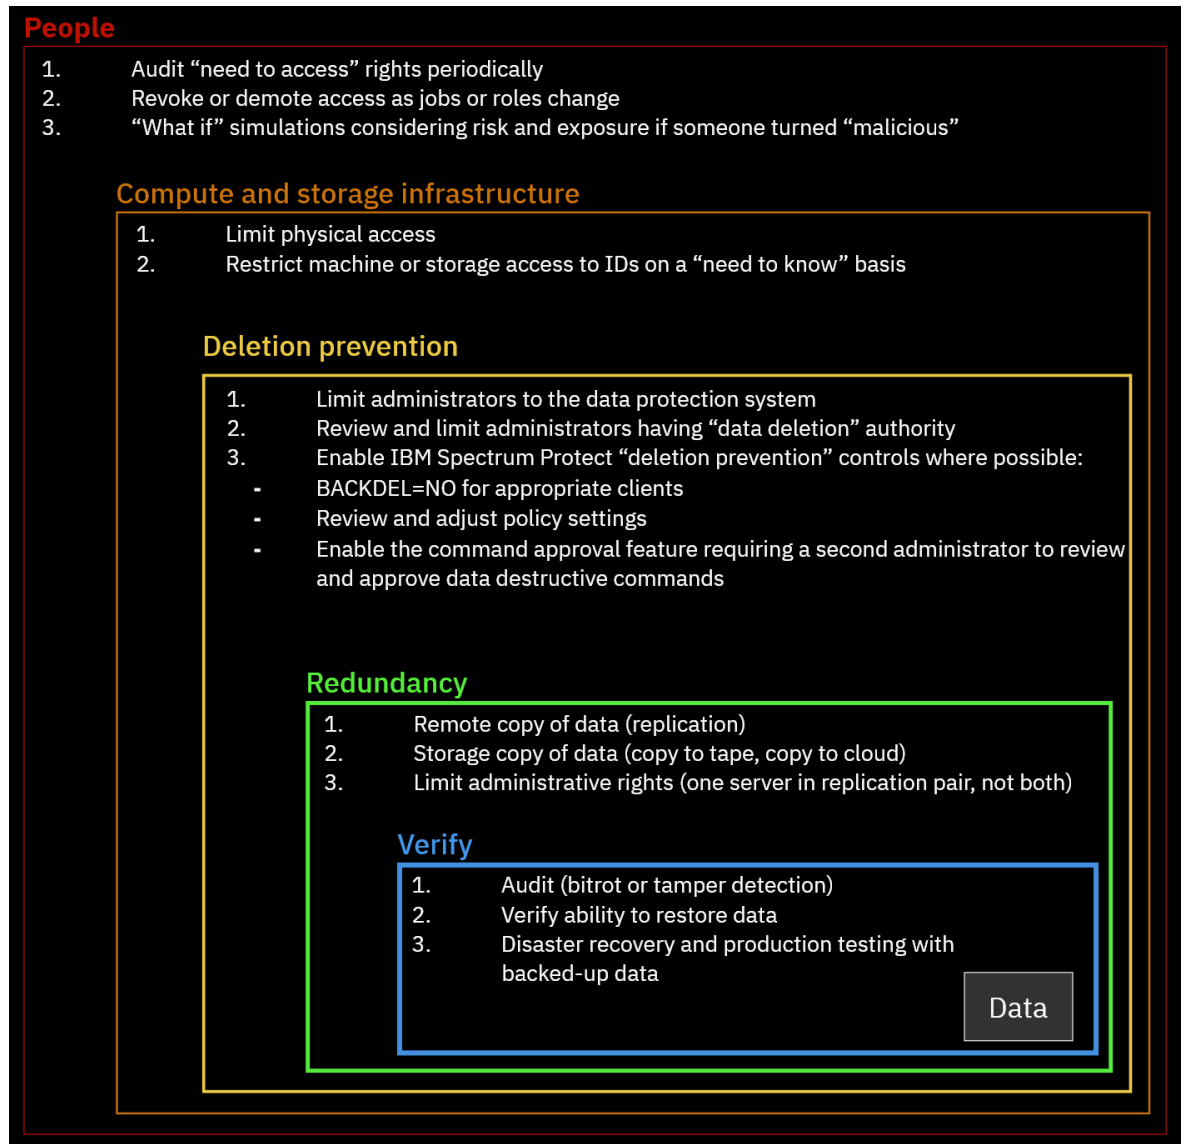 People
1. Audit “need to access” rights periodically
2. Revoke or demote access as jobs or roles change
3. “What if” simulations considering risk and exposure if someone turned “malicious”
Compute and storage infrastructure
1. Limit physical access
2. Restrict machine or storage access to IDs on a “need to know” basis
Deletion prevention
1. Limit administrators to the data protection system
2. Review and limit administrators having “data deletion” authority
3. Enable IBM Spectrum Protect “deletion prevention” controls where possible:
- BACKDEL=NO for appropriate clients
- Review and adjust policy settings
- Enable the command approval feature requiring a second administrator to review
and approve data destructive commands
Redundancy
1. Remote copy of data (replication)
2. Storage copy of data (copy to tape, copy to cloud)
3. Limit administrative rights (one server in replication pair, not both)
Verify
1. Audit (bitrot or tamper detection)
2. Verify ability to restore data
3. Disaster recovery and production testing with
backed-up data
Data